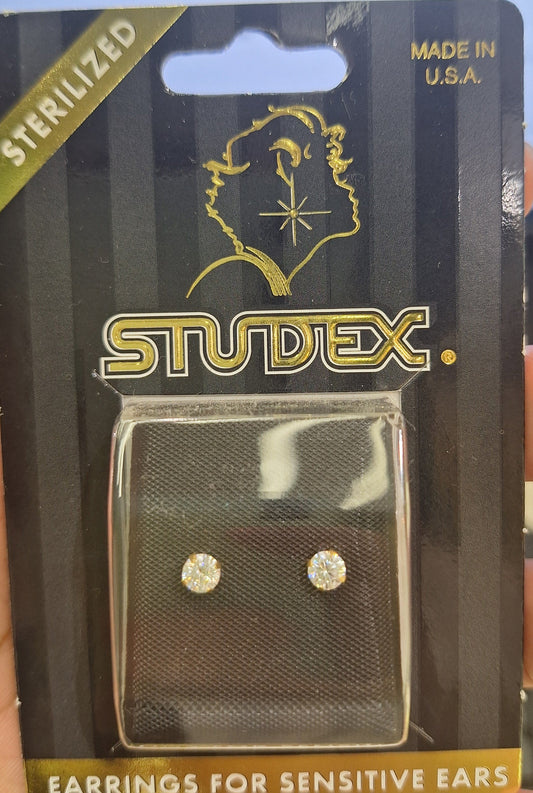 STERILIZED
MADE IN
U.S.A.
STUDEX®
EARRINGS FOR SENSITIVE EARS